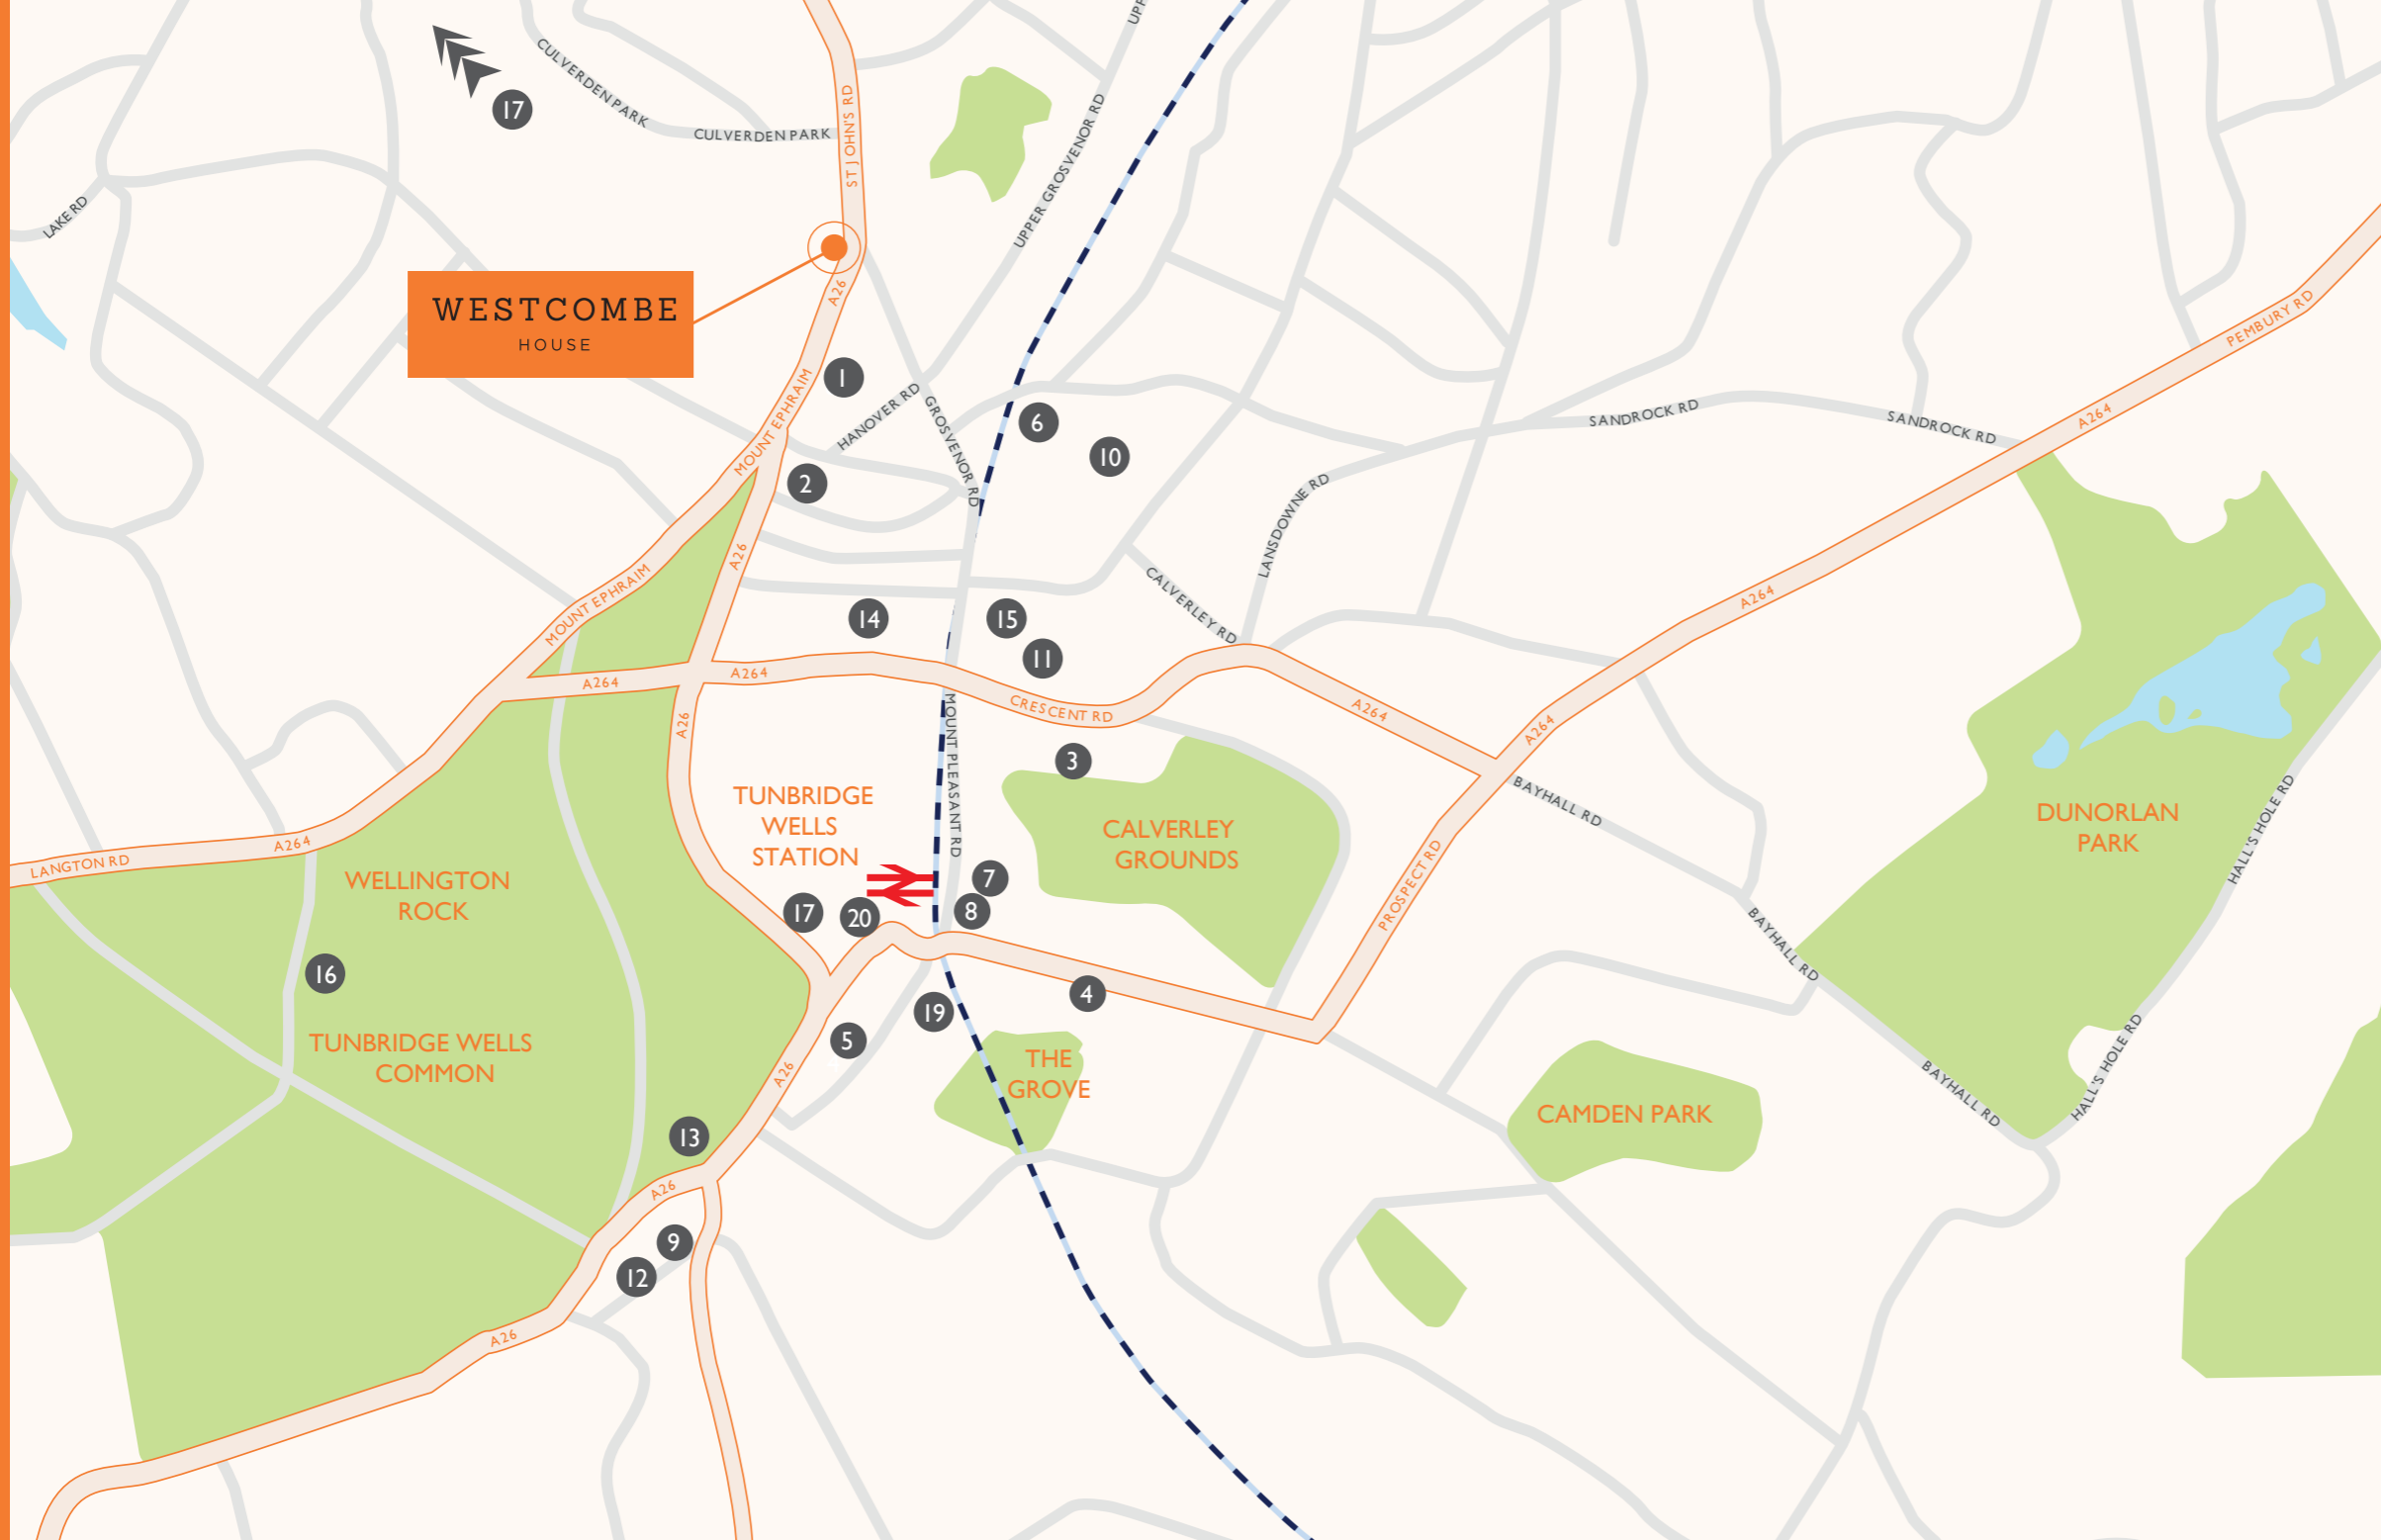 UPP
17
CULVERDEN PARK
CULVERDEN PARK
ST JOHN'S RD
UPPER GROSVENOR RD
LAKE RD
A26
WESTCOMBE
HOUSE
PEMBURY RD
1
MOUNT EPHRAIM
HANOVER RD
GROSVENOR RD
6
10
2
SANDROCK RD
SANDROCK RD
A264
LANSDOWNE RD
A26
CALVERLEY RD
MOUNT EPHRAIM
14
15
11
A264
A264
A264
A26
CRESCENT RD
A264
A264
MOUNT PLEASANT RD
3
TUNBRIDGE
WELLS
STATION
CALVERLEY
GROUNDS
BAYHALL RD
DUNORLAN
PARK
HALL'S HOLE RD
A264
LANGTON RD
WELLINGTON
ROCK
7
8
17
20
PROSPECT RD
BAYHALL RD
16
4
19
5
TUNBRIDGE WELLS
COMMON
A26
THE
GROVE
CAMDEN PARK
BAYHALL RD
HALL'S HOLE RD
13
A26
9
12
A26